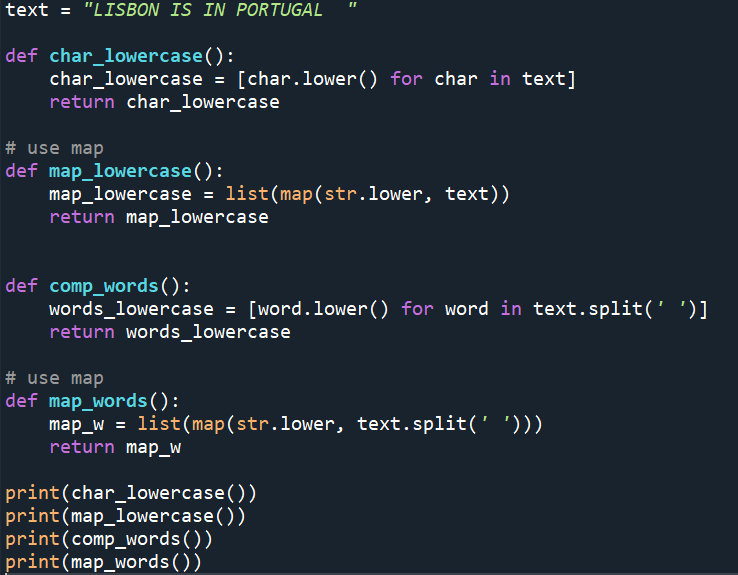 text = "LISBON IS IN PORTUGAL  "

def char_lowercase():
    char_lowercase = [char.lower() for char in text]
    return char_lowercase

# use map
def map_lowercase():
    map_lowercase = list(map(str.lower, text))
    return map_lowercase


def comp_words():
    words_lowercase = [word.lower() for word in text.split(' ')]
    return words_lowercase

# use map
def map_words():
    map_w = list(map(str.lower, text.split(' ')))
    return map_w

print(char_lowercase())
print(map_lowercase())
print(comp_words())
print(map_words())